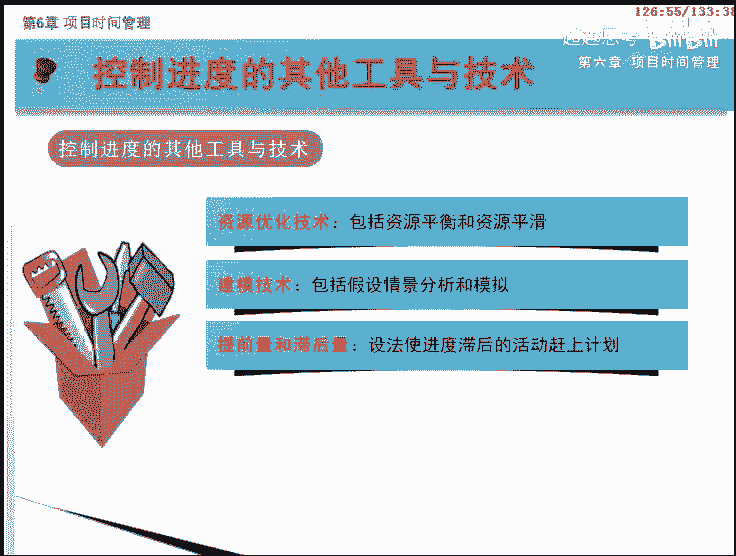 126:55/133:38
第6章 项目时间管理
控制进度的其他工具与技术
第六章 项目时间管理
控制进度的其他工具与技术
资源优化技术：包括资源平衡和资源平滑
建模技术：包括假设情景分析和模拟
提前量和滞后量：设法使进度滞后的活动赶上计划